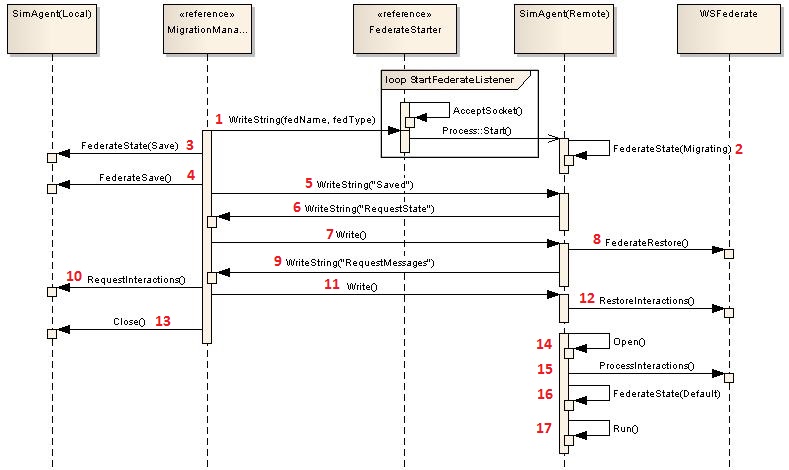 SimAgent(Local)
«reference»
MigrationMana...
«reference»
FederateStarter
SimAgent(Remote)
WSFederate
loop StartFederateListener
AcceptSocket()
1 WriteString(fedName, fedType)
Process::Start()
FederateState(Save) 3
FederateState(Migrating) 2
FederateSave() 4
5 WriteString("Saved")
6 WriteString("RequestState")
7 Write()
8 FederateRestore()
9 WriteString("RequestMessages")
10 RequestInteractions()
11 Write()
12 RestoreInteractions()
Close() 13
14 Open()
15 ProcessInteractions()
16 FederateState(Default)
17 Run()